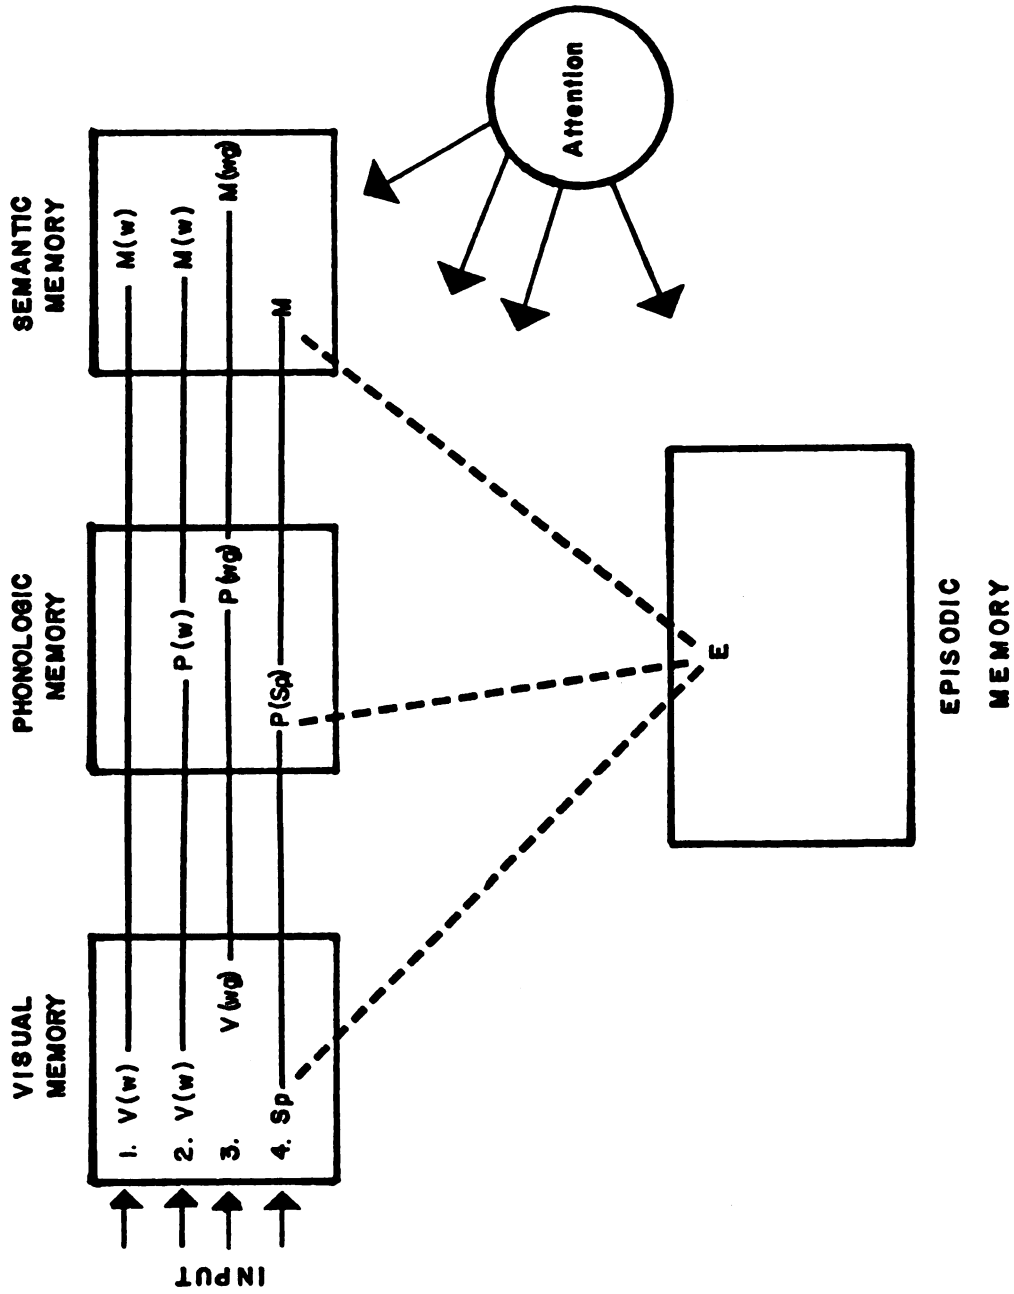 VISUAL
MEMORY
PHONOLOGIC
MEMORY
SEMANTIC
MEMORY
INPUT
1. V(w) M(w)
2. V(w) P(w) M(w)
3. V(wg) P(wg) M(wg)
4. Sp P(Sp) M
E
EPISODIC
MEMORY
Attention